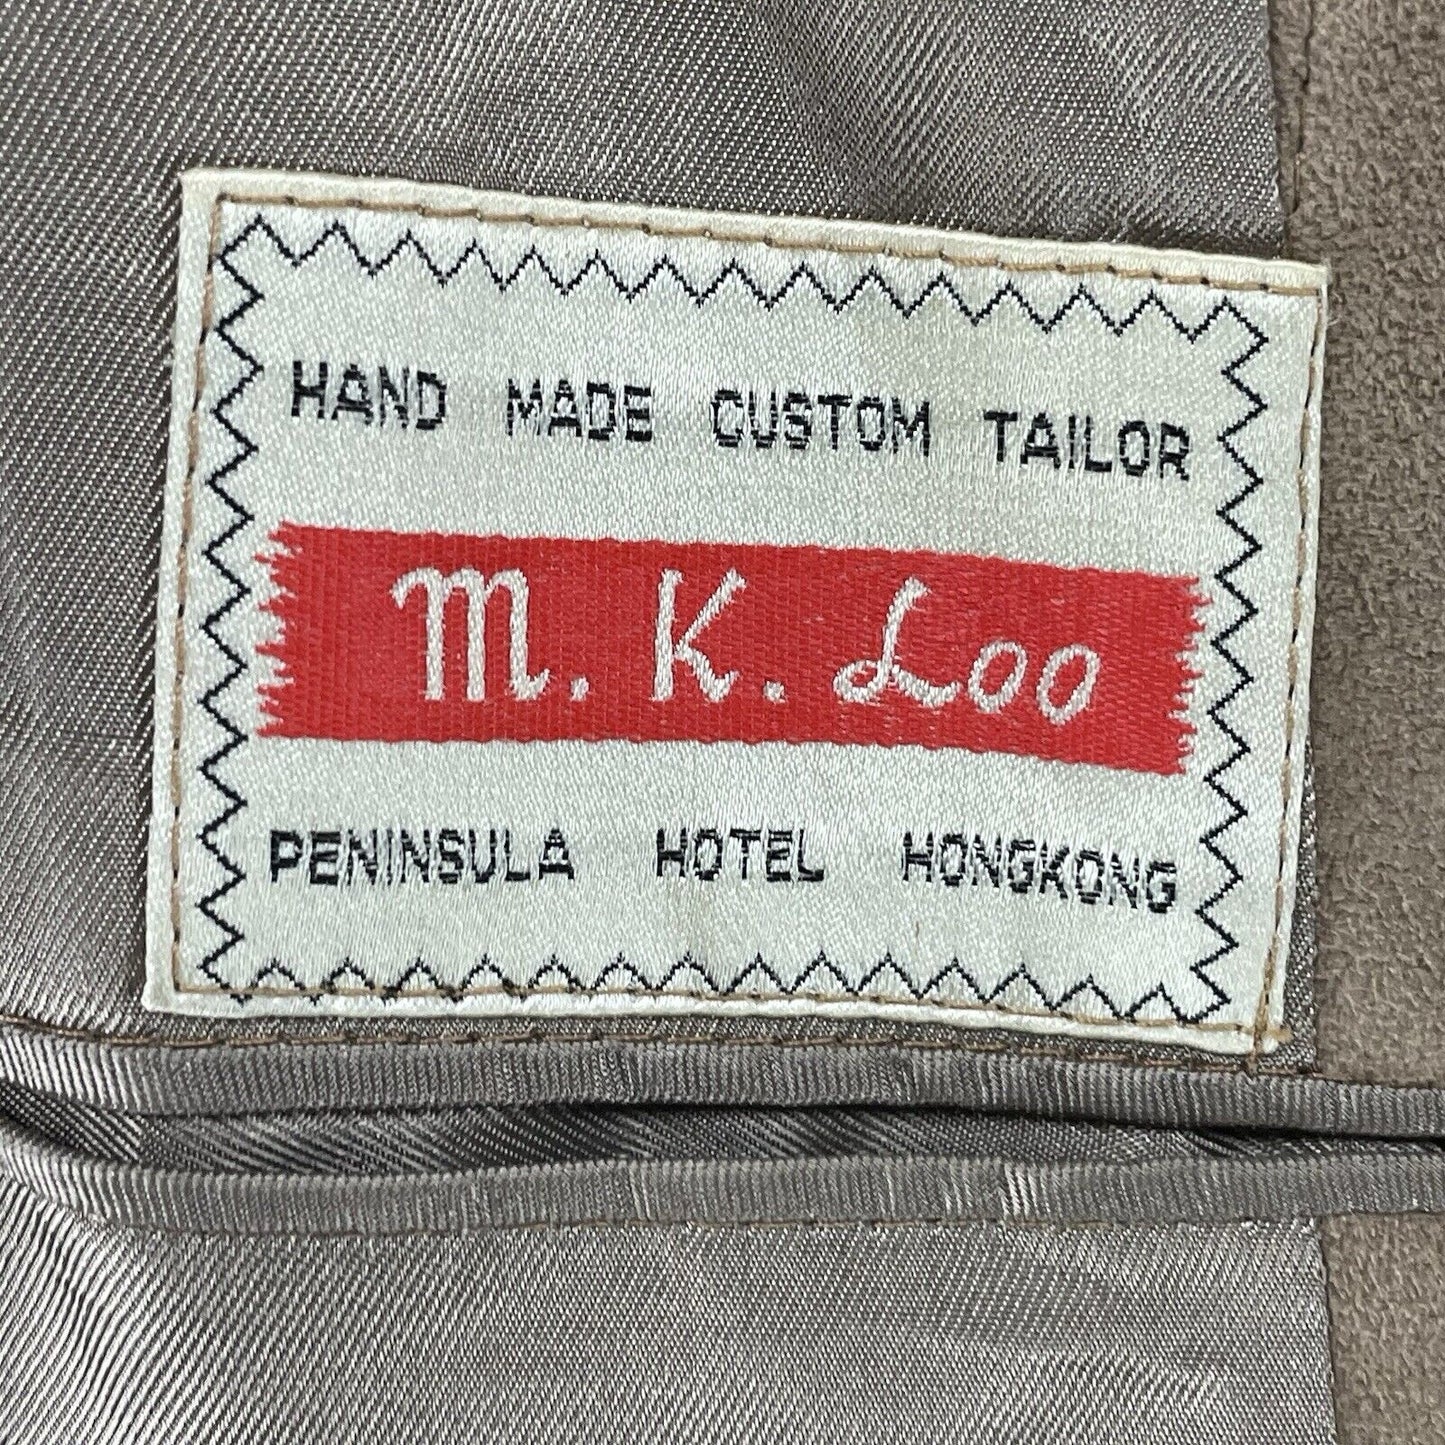 HAND MADE CUSTOM TAILOR
M. K. Loo
PENINSULA HOTEL HONGKONG